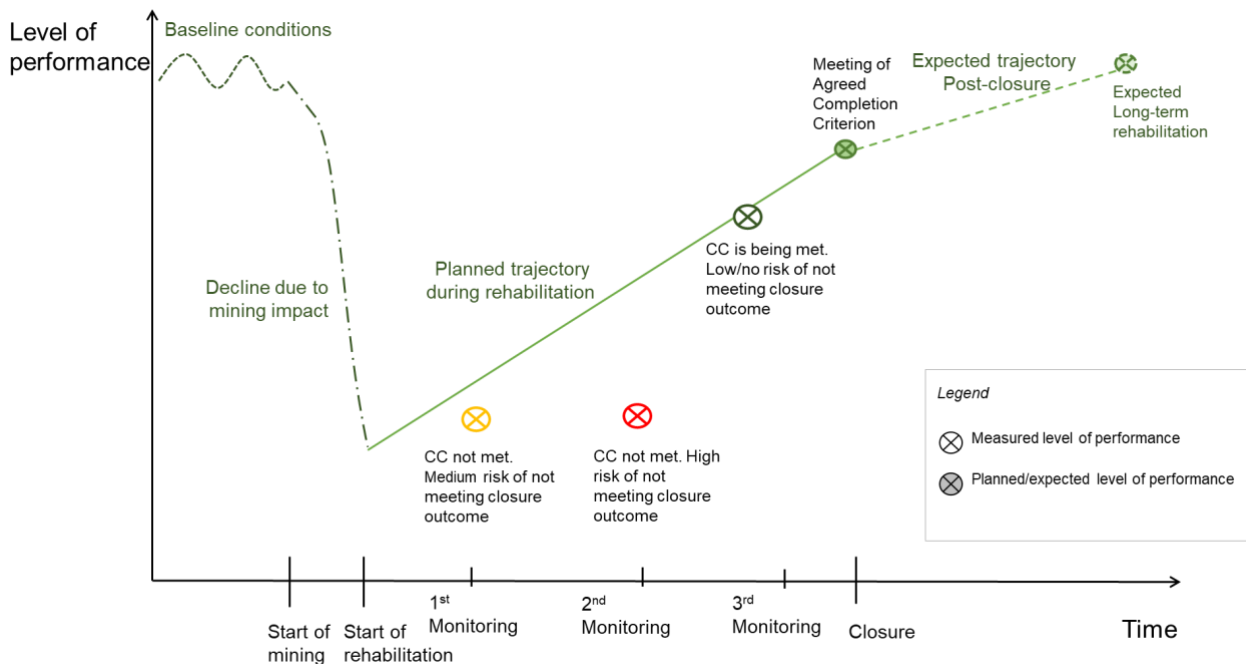 Level of
performance
Baseline conditions
Decline due to
mining impact
Planned trajectory
during rehabilitation
Meeting of
Agreed
Completion
Criterion
Expected trajectory
Post-closure
Expected
Long-term
rehabilitation
CC is being met.
Low/no risk of not
meeting closure
outcome
CC not met.
Medium risk of not
meeting closure
outcome
CC not met. High
risk of not
meeting closure
outcome
Legend
Measured level of performance
Planned/expected level of performance
Start of
mining
Start of
rehabilitation
1st
Monitoring
2nd
Monitoring
3rd
Monitoring
Closure
Time